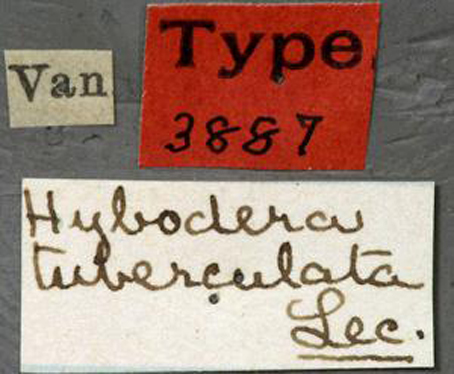 Van
Type
3887
Hybodera
tuberculata
Lec.